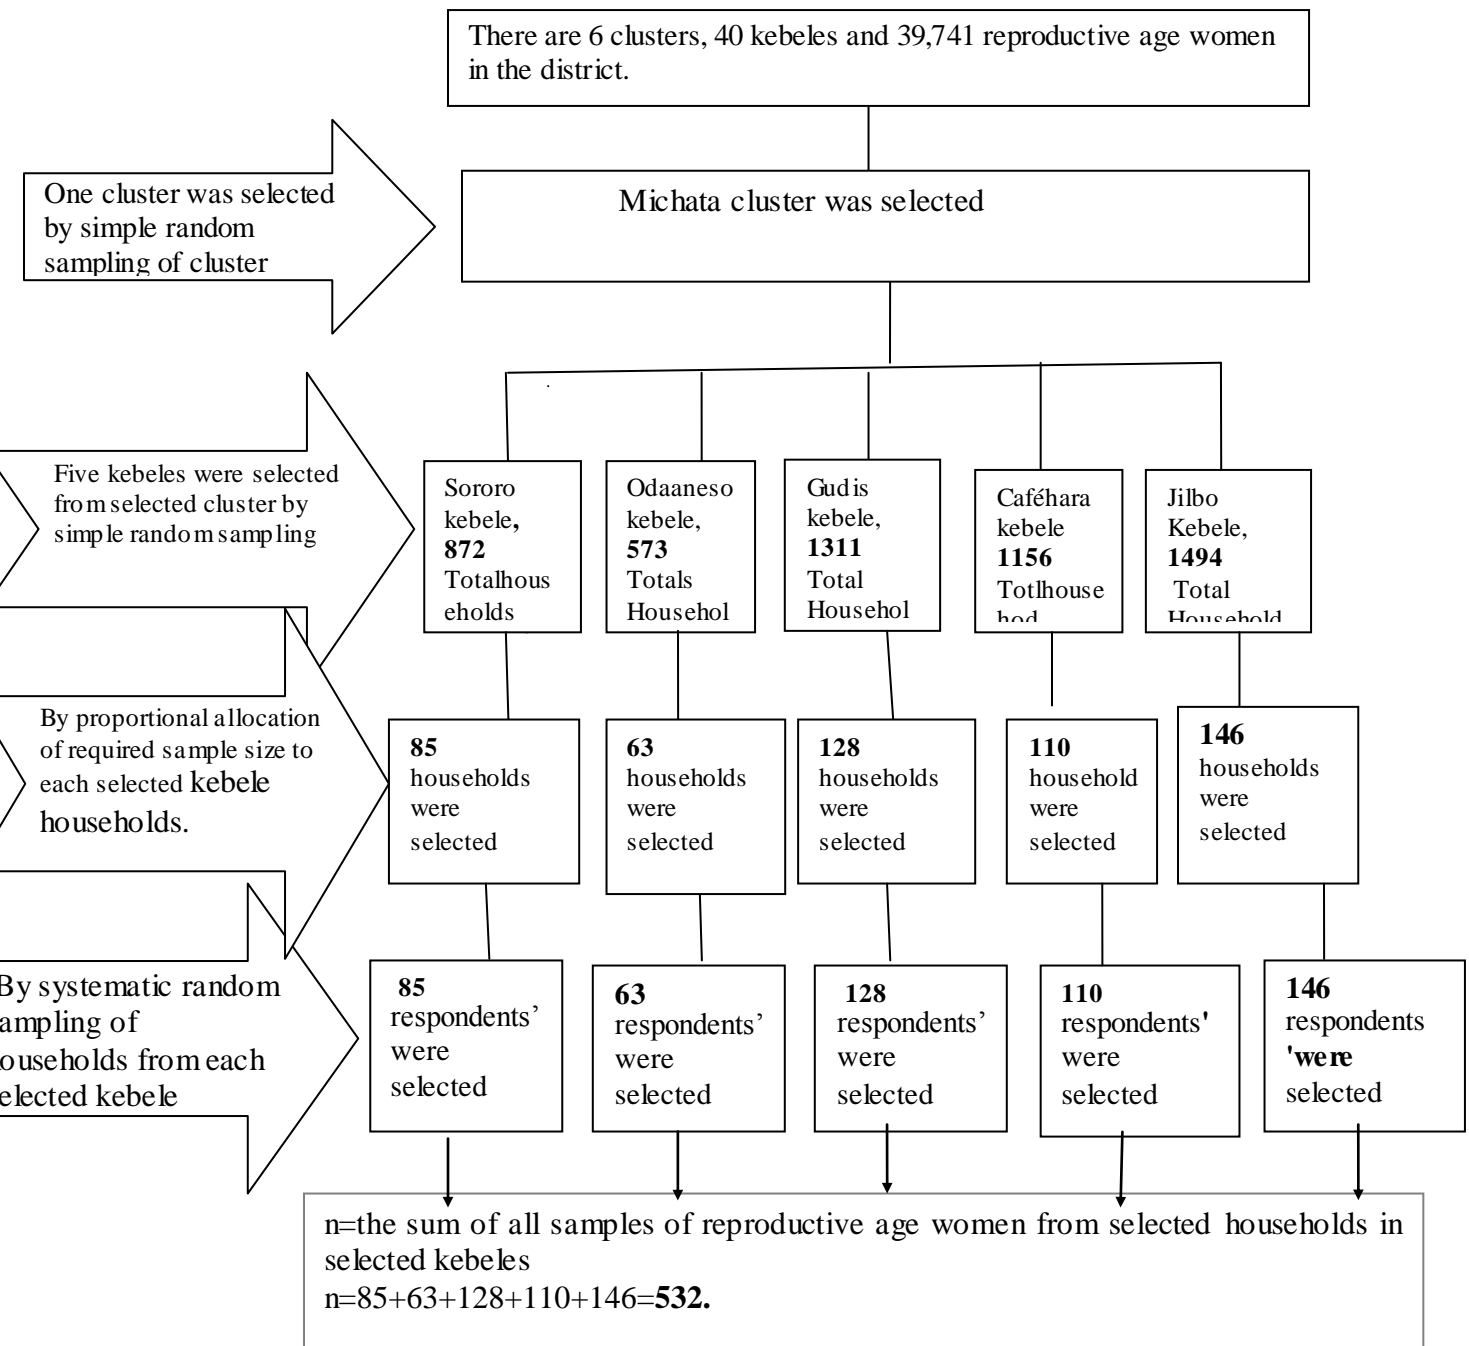 There are 6 clusters, 40 kebeles and 39,741 reproductive age women
in the district.
One cluster was selected
by simple random
sampling of cluster
Michata cluster was selected
Five kebeles were selected
from selected cluster by
simple random sampling
Sororo
kebele,
872
Totalhous
eholds
Odaaneso
kebele,
573
Totals
Househol
Gudis
kebele,
1311
Total
Househol
Caféhara
kebele
1156
Totlhouse
hod
Jilbo
Kebele,
1494
Total
Household
By proportional allocation
of required sample size to
each selected kebele
households.
85
households
were
selected
63
households
were
selected
128
households
were
selected
110
household
were
selected
146
households
were
selected
By systematic random
ampling of
ouseholds from each
elected kebele
85
respondents’
were
selected
63
respondents’
were
selected
128
respondents’
were
selected
110
respondents'
were
selected
146
respondents
'were
selected
n=the sum of all samples of reproductive age women from selected households in
selected kebeles
n=85+63+128+110+146=532.